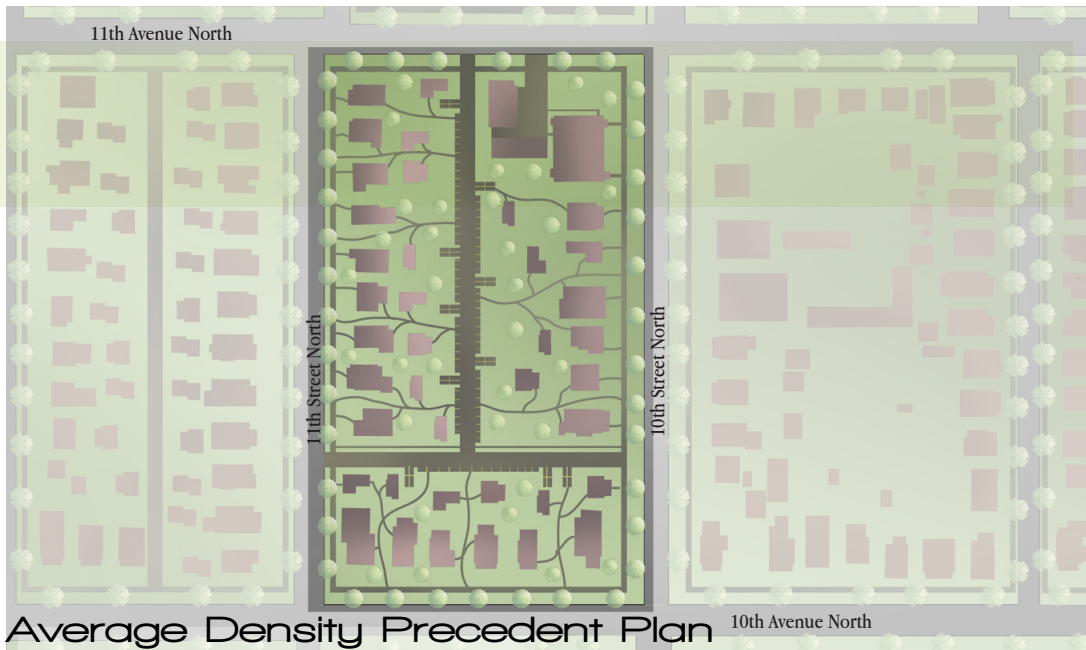 11th Avenue North
11th Street North
10th Street North
10th Avenue North
Average Density Precedent Plan